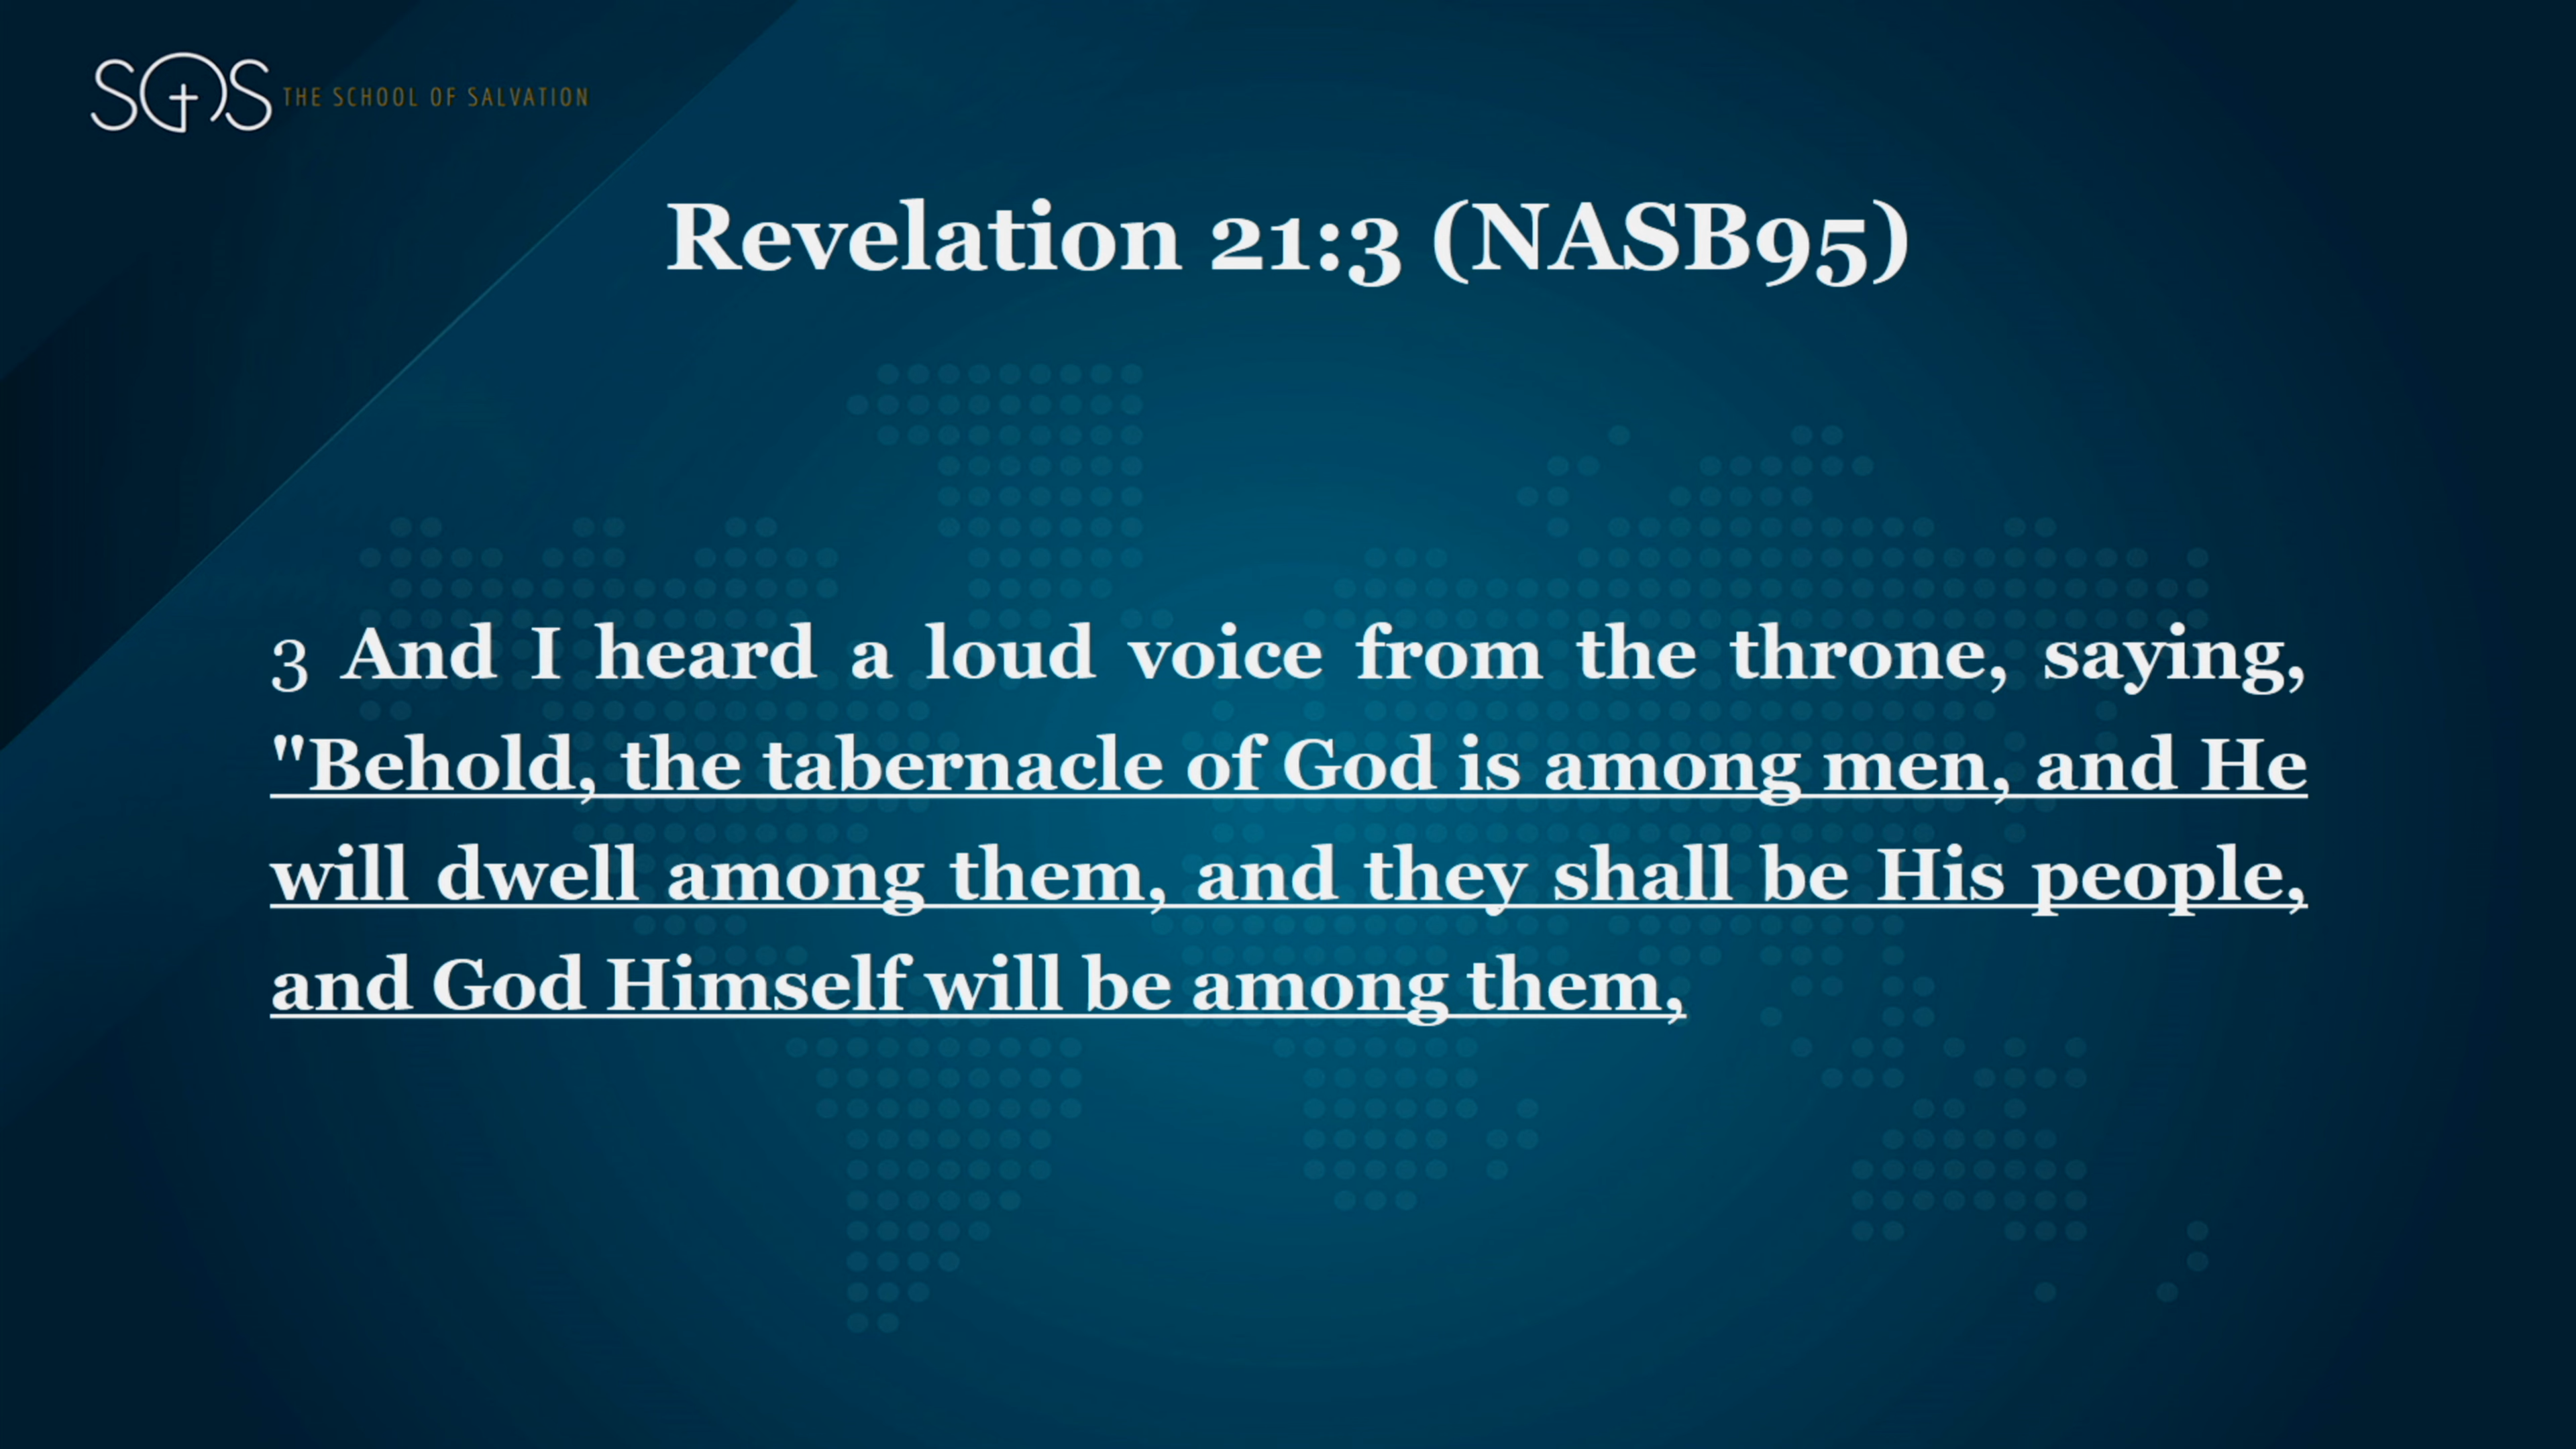 SOS THE SCHOOL OF SALVATION
Revelation 21:3 (NASB95)
3 And I heard a loud voice from the throne, saying,
"Behold, the tabernacle of God is among men, and He
will dwell among them, and they shall be His people,
and God Himself will be among them,